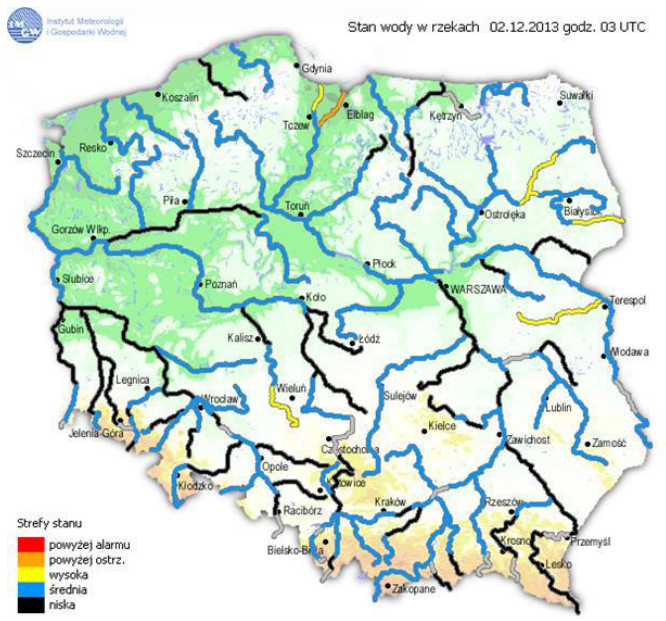 Instytut Meteorologii
i Gospodarki Wodnej
IMGW
Stan wody w rzekach 02.12.2013 godz. 03 UTC
Gdynia
Koszalin
Suwałki
Elbląg
Kętrzyn
Tczew
Resko
Szczecin
Piła
Toruń
Ostrołęka
Białystok
Gorzów Wlkp.
Płock
Słubice
Poznań
Koło
WARSZAWA
Terespol
Gubin
Kalisz
Łódź
Włodawa
Legnica
Wieluń
Sulejów
Wrocław
Lublin
Jelenia-Góra
Kielce
Zawichost
Zamość
Częstochowa
Opole
Kłodzko
Katowice
Racibórz
Kraków
Rzeszów
Bielsko-Biała
Krosno
Przemyśl
Lesko
Zakopane
Strefy stanu
powyżej alarmu
powyżej ostrz.
wysoka
średnia
niska